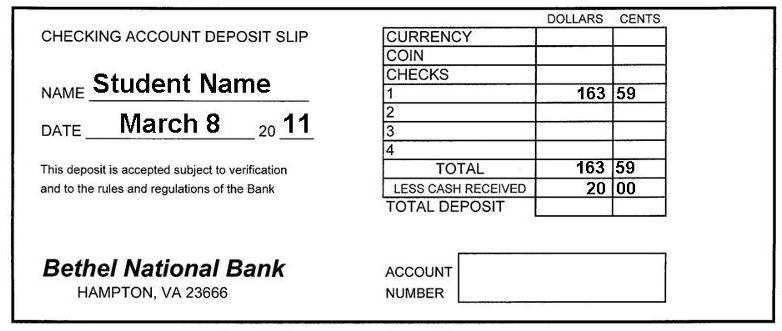 DOLLARS CENTS
CHECKING ACCOUNT DEPOSIT SLIP
CURRENCY
COIN
CHECKS
NAME Student Name
1 163 59
2
DATE March 8 20 11
3
4
This deposit is accepted subject to verification
and to the rules and regulations of the Bank
TOTAL 163 59
LESS CASH RECEIVED 20 00
TOTAL DEPOSIT
Bethel National Bank
HAMPTON, VA 23666
ACCOUNT
NUMBER